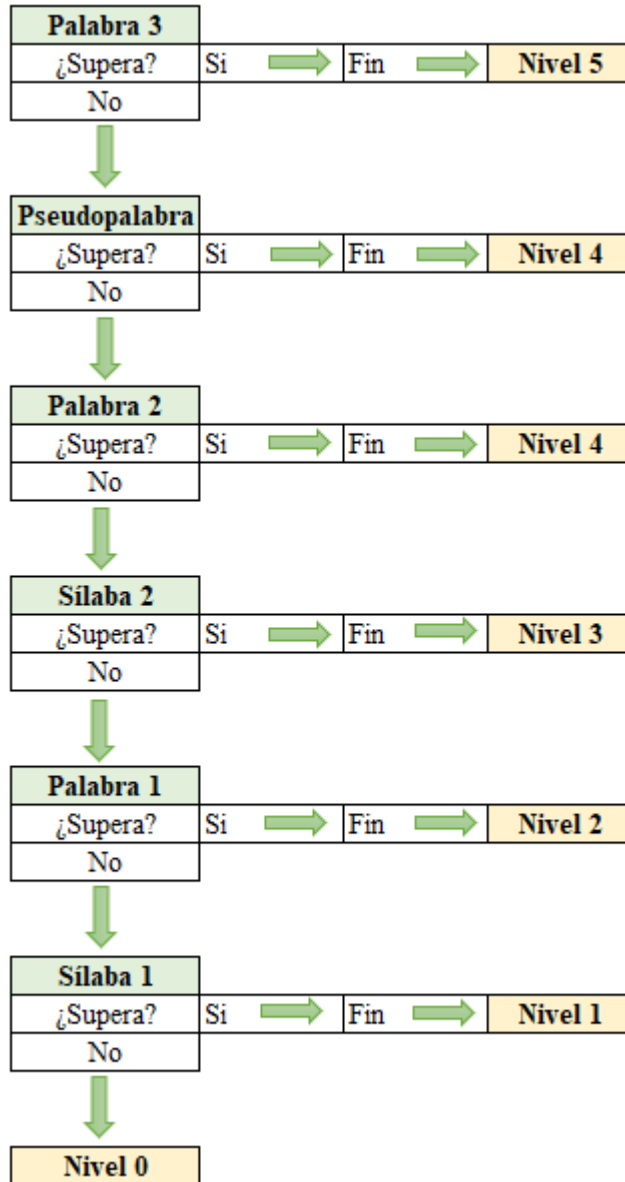 Palabra 3
¿Supera? Si Fin Nivel 5
No
Pseudopalabra
¿Supera? Si Fin Nivel 4
No
Palabra 2
¿Supera? Si Fin Nivel 4
No
Sílaba 2
¿Supera? Si Fin Nivel 3
No
Palabra 1
¿Supera? Si Fin Nivel 2
No
Sílaba 1
¿Supera? Si Fin Nivel 1
No
Nivel 0